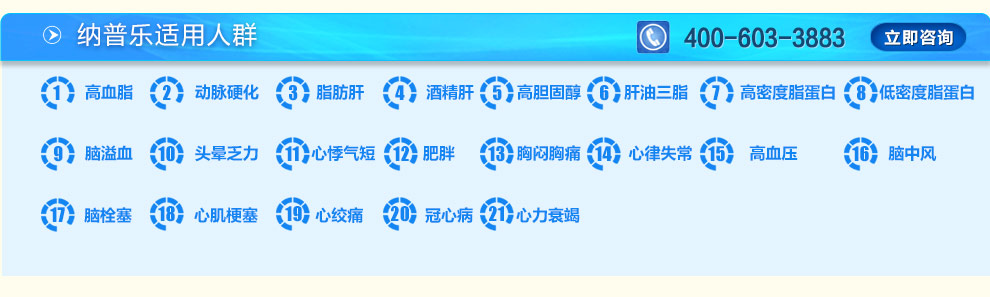 纳普乐适用人群 400-603-3883 立即咨询
1 高血脂 2 动脉硬化 3 脂肪肝 4 酒精肝 5 高胆固醇 6 肝油三脂 7 高密度脂蛋白 8 低密度脂蛋白
9 脑溢血 10 头晕乏力 11 心悸气短 12 肥胖 13 胸闷胸痛 14 心律失常 15 高血压 16 脑中风
17 脑栓塞 18 心肌梗塞 19 心绞痛 20 冠心病 21 心力衰竭